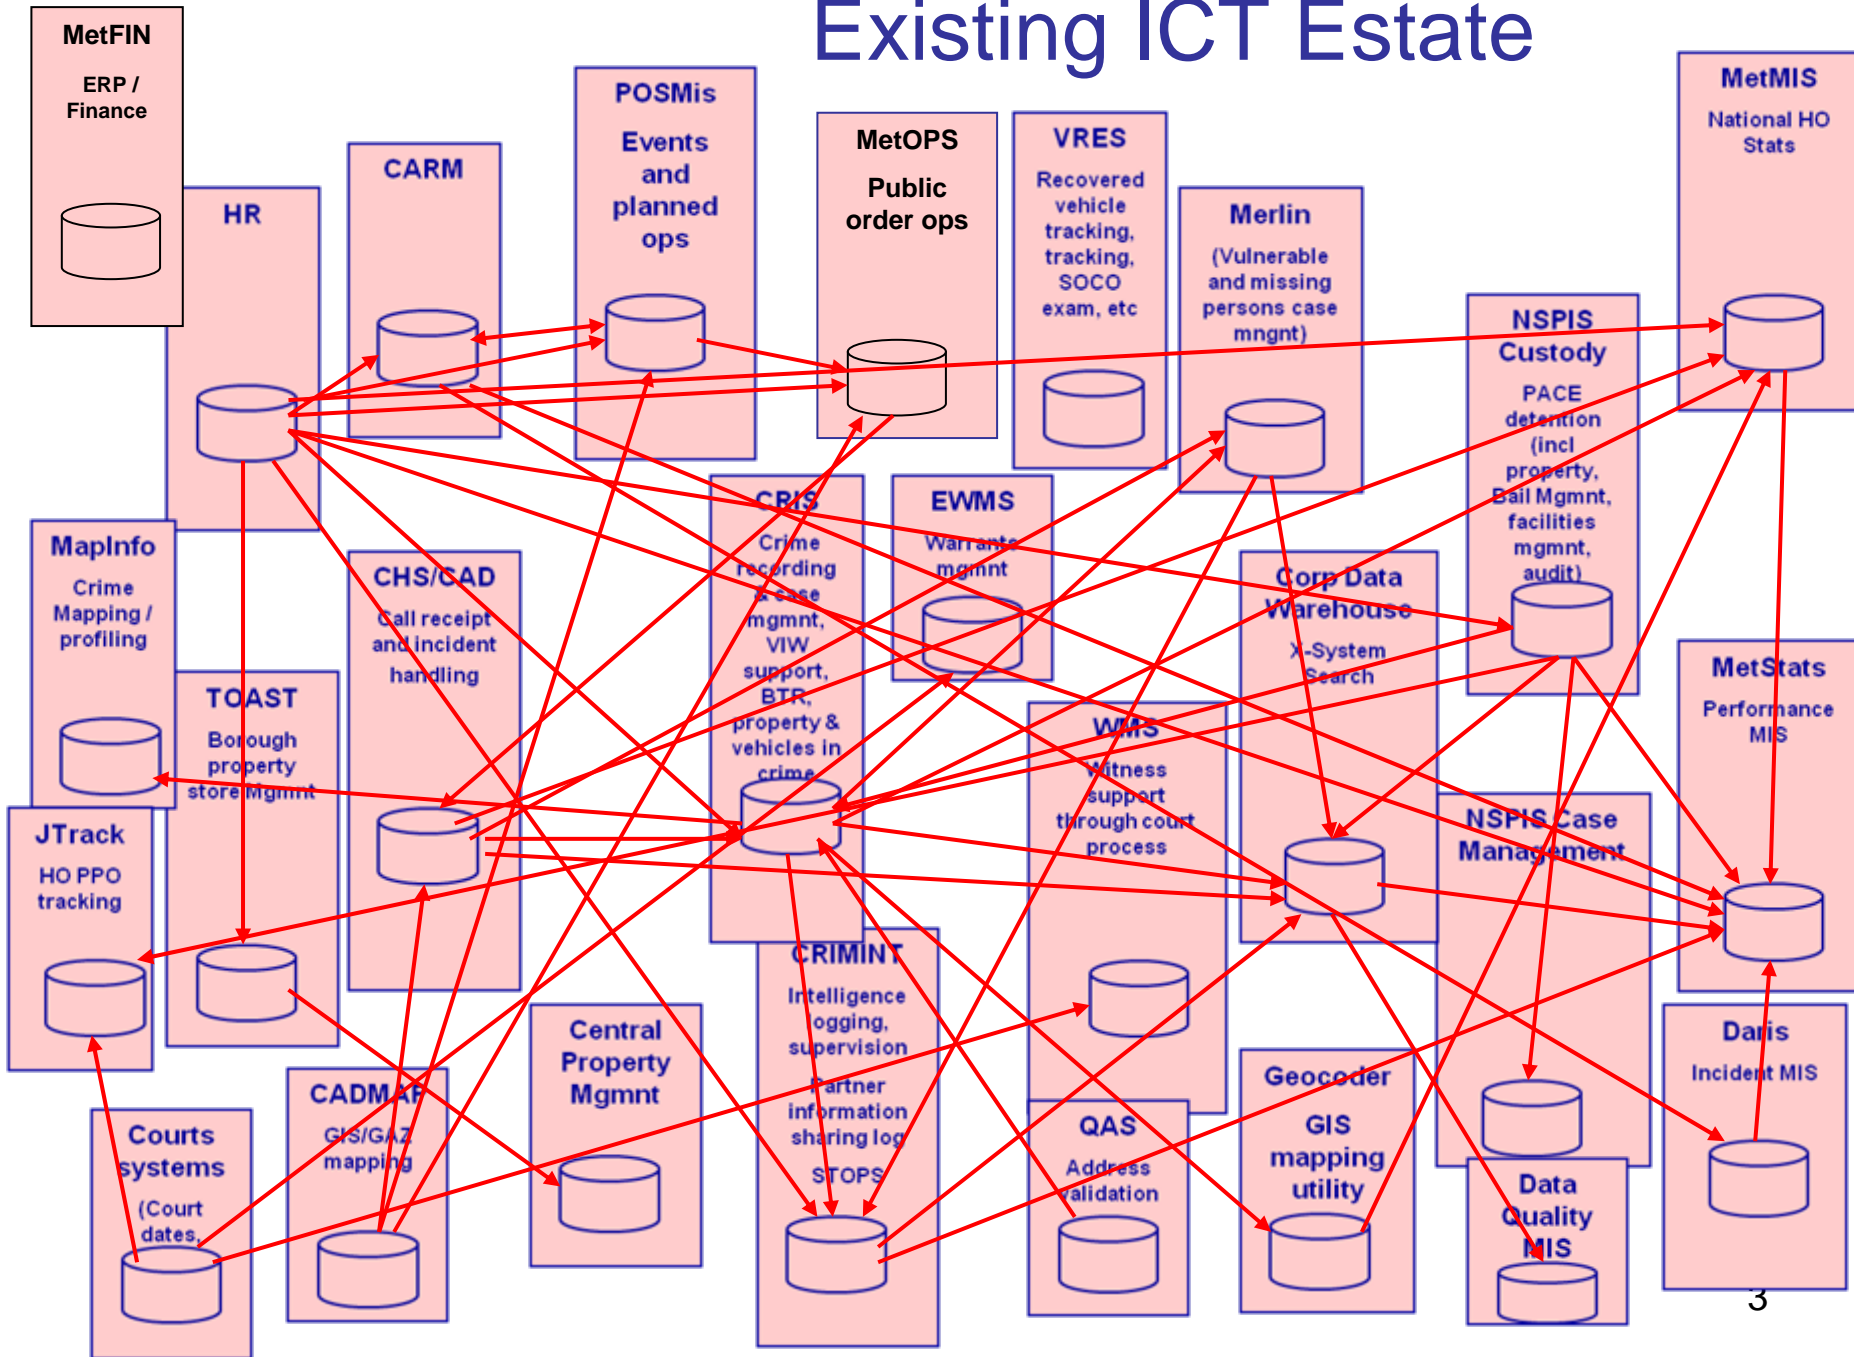 Existing ICT Estate
MetFIN
ERP /
Finance
HR
CARM
POSMis
Events
and
planned
ops
MetOPS
Public
order ops
VRES
Recovered
vehicle
tracking,
tracking,
SOCO
exam, etc
Merlin
(Vulnerable
and missing
persons case
mngnt)
NSPIS
Custody
PACE
detention
(incl
property,
Bail Mgmnt,
facilities
mgmnt,
audit)
MetMIS
National HO
Stats
MapInfo
Crime
Mapping /
profiling
TOAST
Borough
property
store Mgmnt
CHS/CAD
Call receipt
and incident
handling
CRIS
Crime
recording
& case
mgmnt,
VIW
support,
BTR,
property &
vehicles in
crime
EWMS
Warrants
mgmnt
Corp Data
Warehouse
X-System
Search
WMS
Witness
support
through court
process
MetStats
Performance
MIS
JTrack
HO PPO
tracking
NSPIS Case
Management
CRIMINT
Intelligence
logging,
supervision
Partner
information
sharing log
STOPS
Central
Property
Mgmnt
Courts
systems
(Court
dates,
CADMAP
GIS/GAZ
mapping
QAS
Address
validation
Geocoder
GIS
mapping
utility
Data
Quality
MIS
Daris
Incident MIS
3